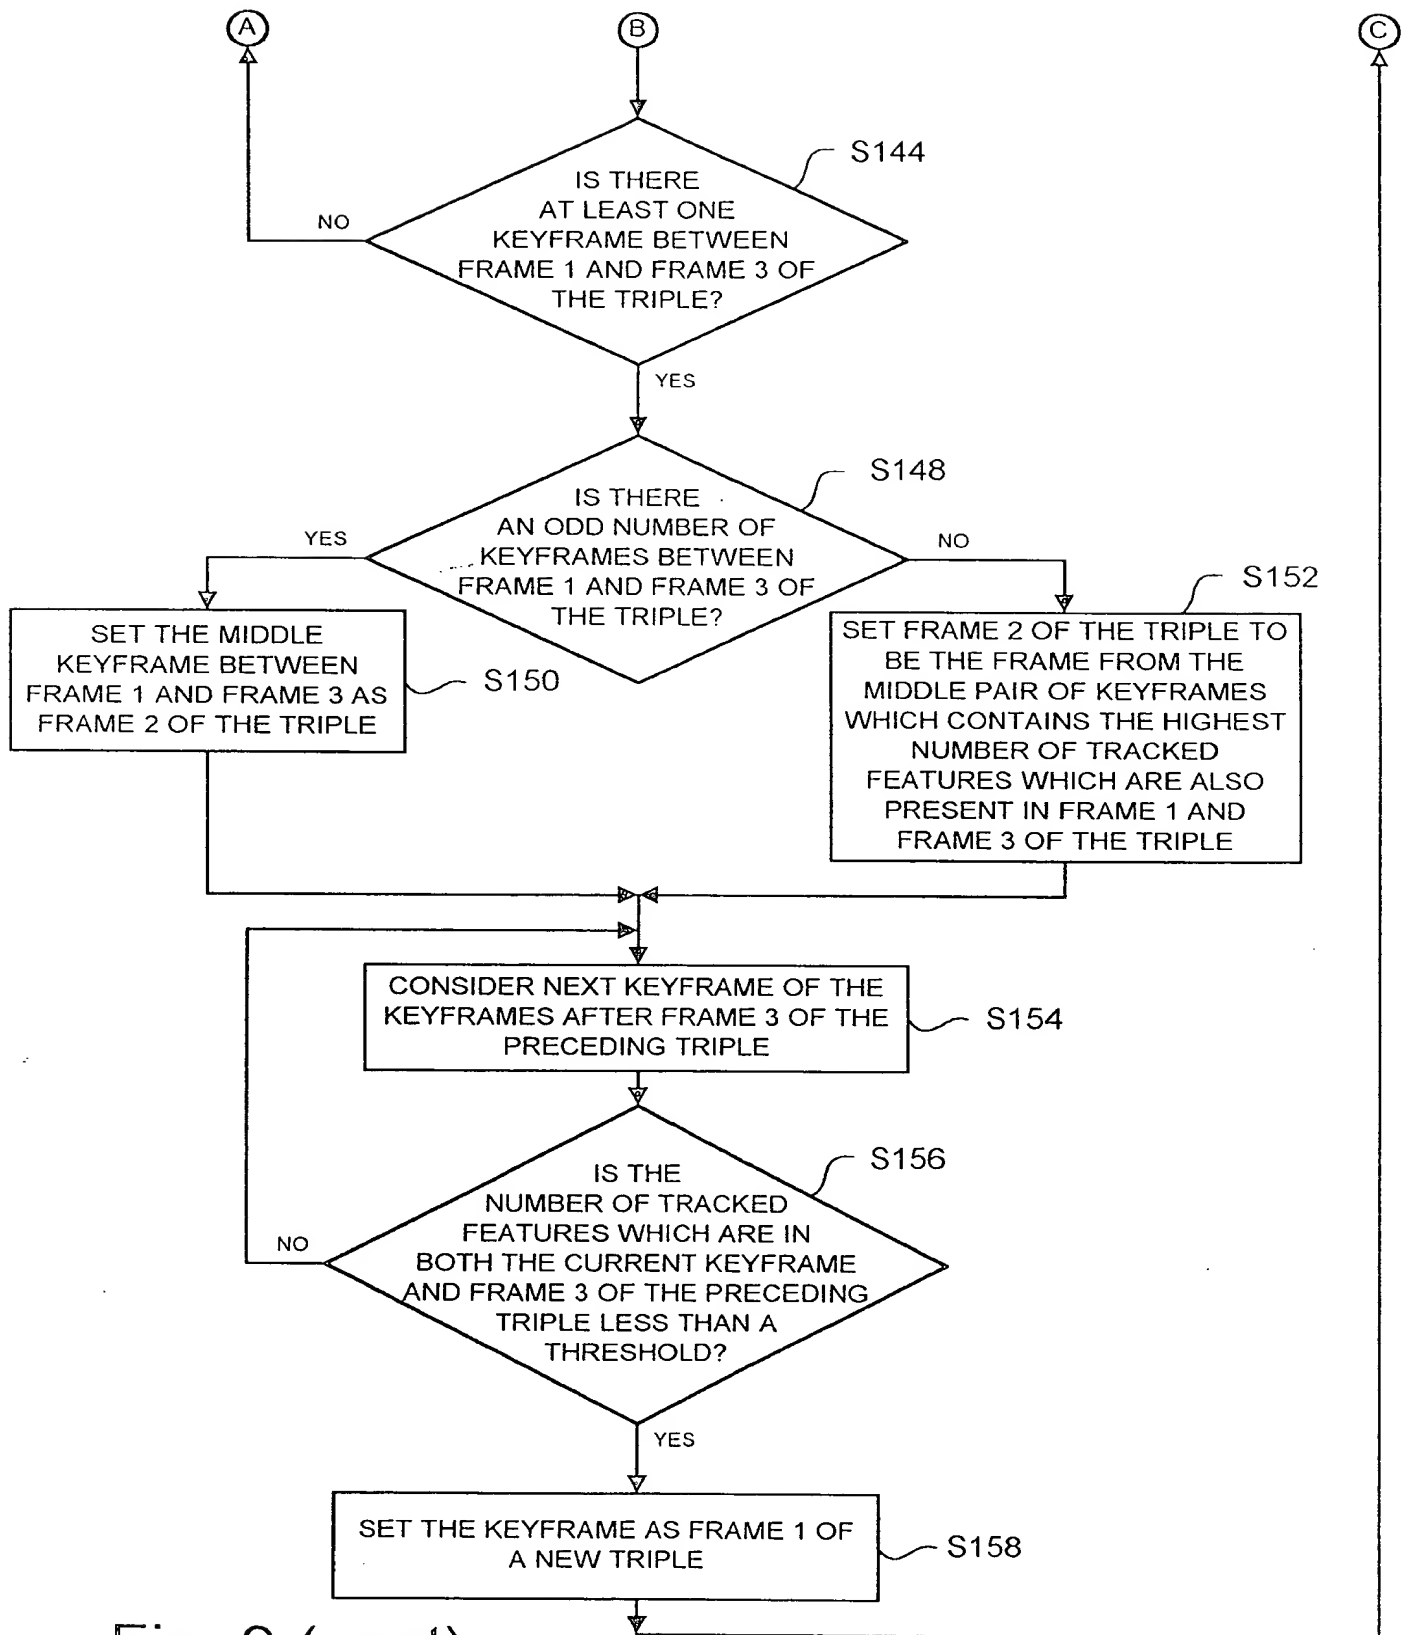 A
B
C
S144
IS THERE
AT LEAST ONE
KEYFRAME BETWEEN
FRAME 1 AND FRAME 3 OF
THE TRIPLE?
NO
YES
S148
IS THERE
AN ODD NUMBER OF
KEYFRAMES BETWEEN
FRAME 1 AND FRAME 3 OF
THE TRIPLE?
YES
NO
S152
SET THE MIDDLE
KEYFRAME BETWEEN
FRAME 1 AND FRAME 3 AS
FRAME 2 OF THE TRIPLE
S150
SET FRAME 2 OF THE TRIPLE TO
BE THE FRAME FROM THE
MIDDLE PAIR OF KEYFRAMES
WHICH CONTAINS THE HIGHEST
NUMBER OF TRACKED
FEATURES WHICH ARE ALSO
PRESENT IN FRAME 1 AND
FRAME 3 OF THE TRIPLE
CONSIDER NEXT KEYFRAME OF THE
KEYFRAMES AFTER FRAME 3 OF THE
PRECEDING TRIPLE
S154
S156
IS THE
NUMBER OF TRACKED
FEATURES WHICH ARE IN
BOTH THE CURRENT KEYFRAME
AND FRAME 3 OF THE PRECEDING
TRIPLE LESS THAN A
THRESHOLD?
NO
YES
SET THE KEYFRAME AS FRAME 1 OF
A NEW TRIPLE
S158